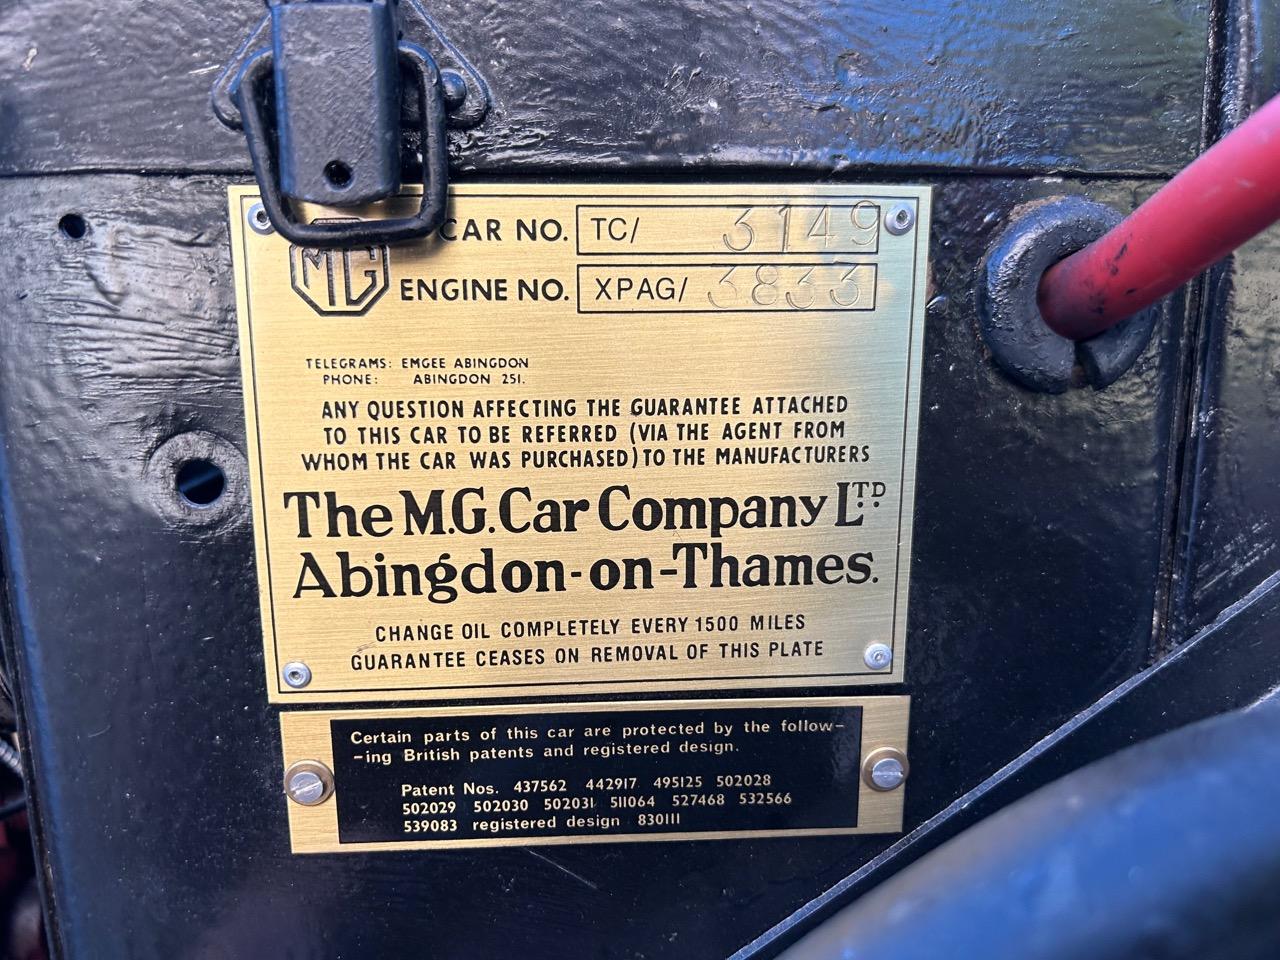 MG
CAR NO. TC/ 3149
ENGINE NO. XPAG/ 3833
TELEGRAMS: EMGEE ABINGDON
PHONE: ABINGDON 251.
ANY QUESTION AFFECTING THE GUARANTEE ATTACHED
TO THIS CAR TO BE REFERRED (VIA THE AGENT FROM
WHOM THE CAR WAS PURCHASED) TO THE MANUFACTURERS
The M.G. Car Company LTD
Abingdon-on-Thames.
CHANGE OIL COMPLETELY EVERY 1500 MILES
GUARANTEE CEASES ON REMOVAL OF THIS PLATE
Certain parts of this car are protected by the follow-
-ing British patents and registered design.
Patent Nos. 437562 442917 495125 502028
502029 502030 502031 511064 527468 532566
539083 registered design 830111